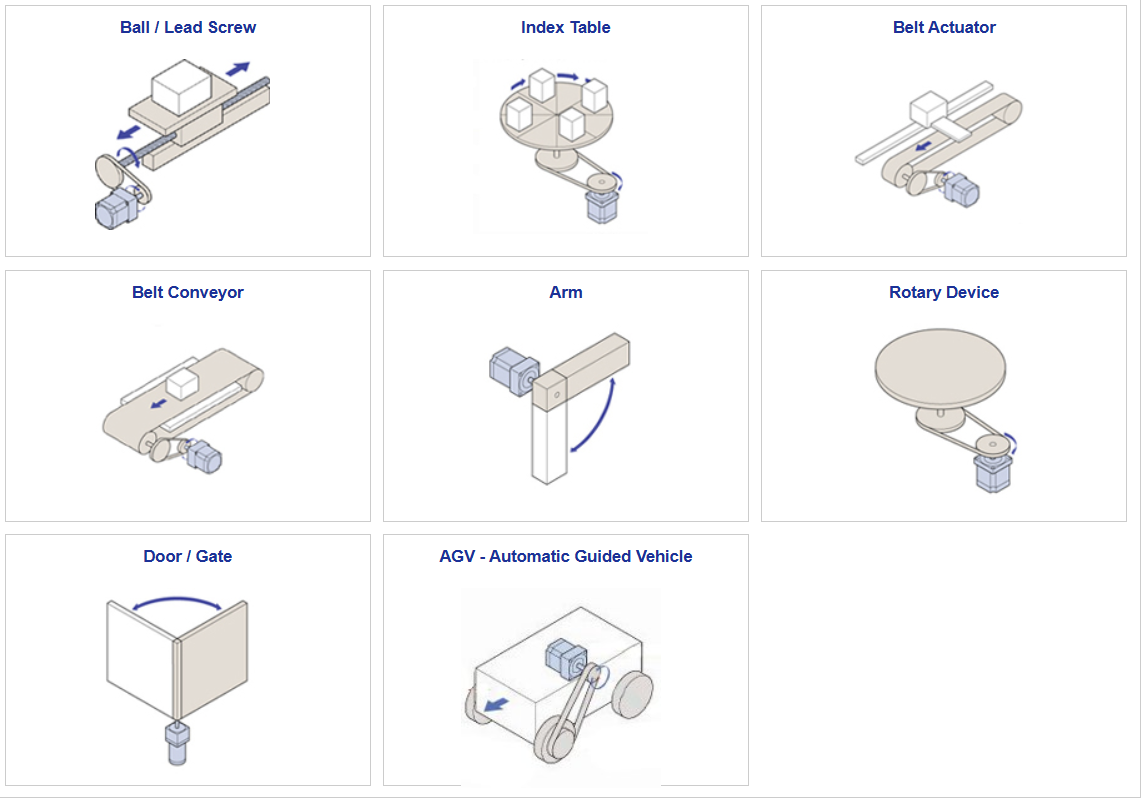 Ball / Lead Screw
Index Table
Belt Actuator
Belt Conveyor
Arm
Rotary Device
Door / Gate
AGV - Automatic Guided Vehicle